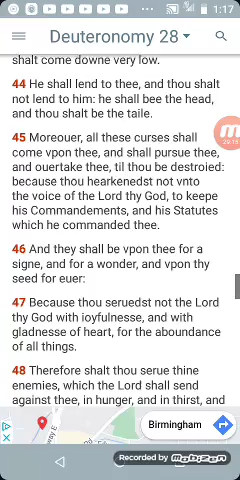 1:17
Deuteronomy 28
shalt come downe very low.
44 He shall lend to thee, and thou shalt
not lend to him: he shall bee the head,
and thou shalt be the taile.
45 Moreouer, all these curses shall
come vpon thee, and shall pursue thee,
and ouertake thee, til thou be destroied:
because thou hearkenedst not vnto
the voice of the Lord thy God, to keepe
his Commandements, and his Statutes
which he commanded thee.
46 And they shall be vpon thee for a
signe, and for a wonder, and vpon thy
seed for euer:
47 Because thou seruedst not the Lord
thy God with ioyfulnesse, and with
gladnesse of heart, for the aboundance
of all things.
48 Therefore shalt thou serue thine
enemies, which the Lord shall send
against thee, in hunger, and in thirst, and
Birmingham
Recorded by mobizen